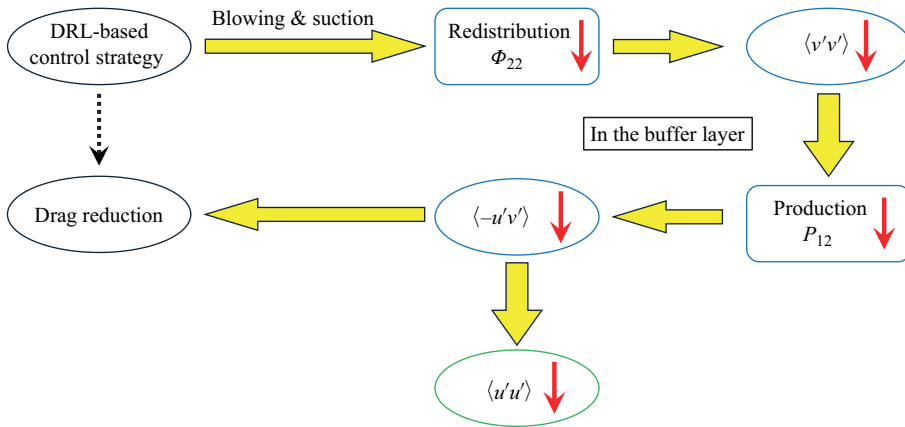 DRL-based
control strategy
Blowing & suction
Redistribution
Φ₂₂
⟨v′v′⟩
In the buffer layer
Drag reduction
⟨–u′v′⟩
Production
P₁₂
⟨u′u′⟩